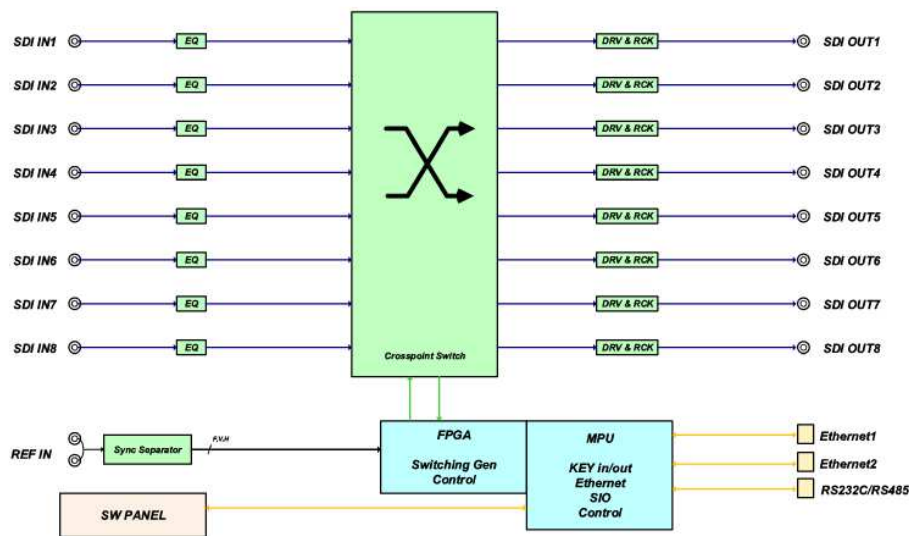 SDI IN1 EQ DRV & RCK SDI OUT1
SDI IN2 EQ DRV & RCK SDI OUT2
SDI IN3 EQ DRV & RCK SDI OUT3
SDI IN4 EQ DRV & RCK SDI OUT4
SDI IN5 EQ DRV & RCK SDI OUT5
SDI IN6 EQ DRV & RCK SDI OUT6
SDI IN7 EQ DRV & RCK SDI OUT7
SDI IN8 EQ DRV & RCK SDI OUT8
Crosspoint Switch
REF IN
Sync Separator
F,V,H
FPGA
Switching Gen
Control
MPU
KEY in/out
Ethernet
SIO
Control
Ethernet1
Ethernet2
RS232C/RS485
SW PANEL